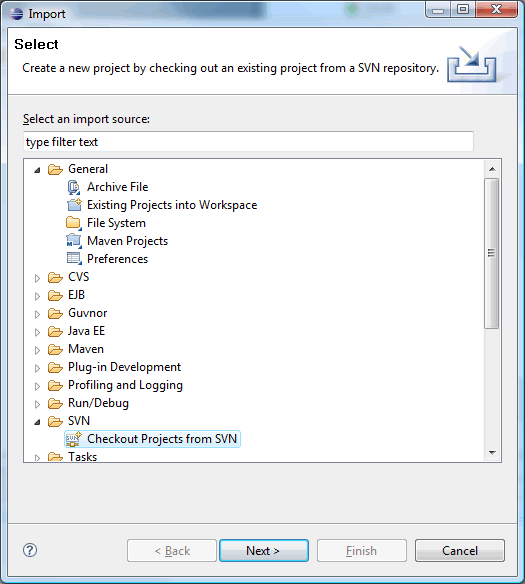 Import
Select
Create a new project by checking out an existing project from a SVN repository.
Select an import source:
type filter text
General
Archive File
Existing Projects into Workspace
File System
Maven Projects
Preferences
CVS
EJB
Guvnor
Java EE
Maven
Plug-in Development
Profiling and Logging
Run/Debug
SVN
Checkout Projects from SVN
Tasks
? < Back Next > Finish Cancel